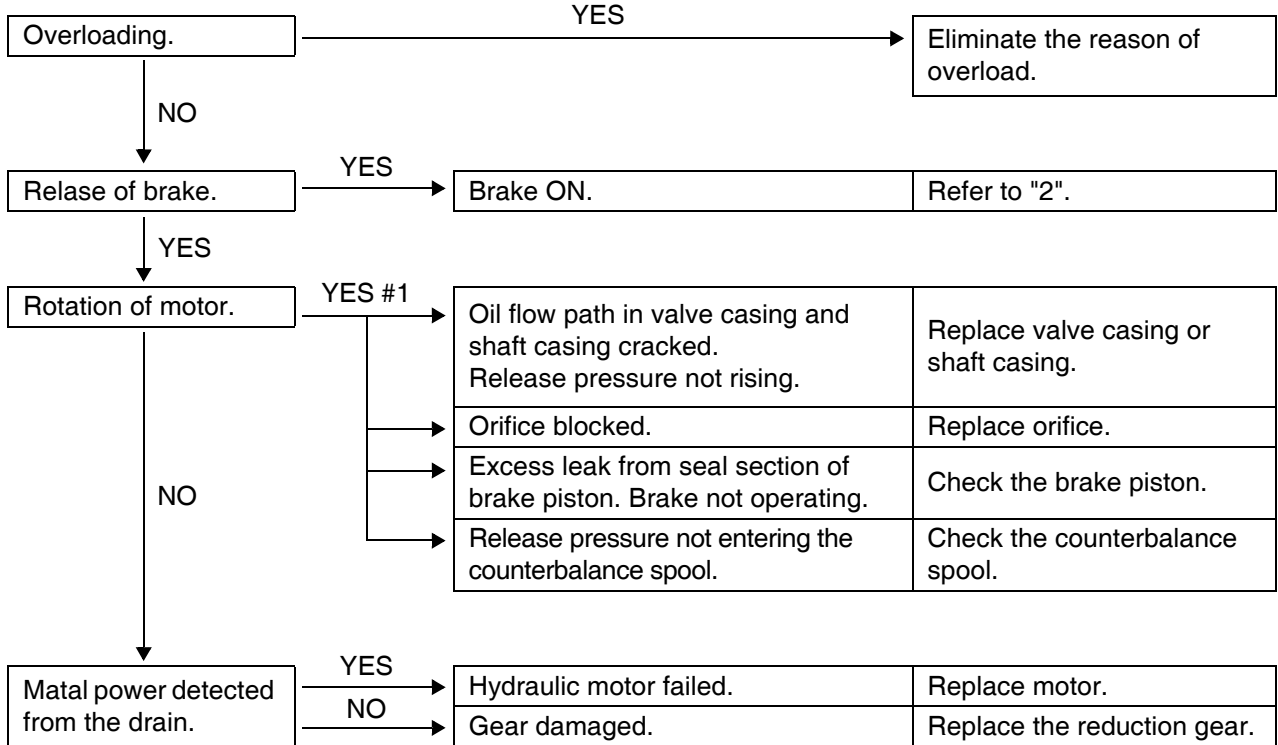 YES
Overloading.
Eliminate the reason of
overload.
NO
Relase of brake.
YES
Brake ON.
Refer to "2".
YES
Rotation of motor.
YES #1
Oil flow path in valve casing and
shaft casing cracked.
Release pressure not rising.
Replace valve casing or
shaft casing.
Orifice blocked.
Replace orifice.
Excess leak from seal section of
brake piston. Brake not operating.
Check the brake piston.
NO
Release pressure not entering the
counterbalance spool.
Check the counterbalance
spool.
Matal power detected
from the drain.
YES
Hydraulic motor failed.
Replace motor.
NO
Gear damaged.
Replace the reduction gear.